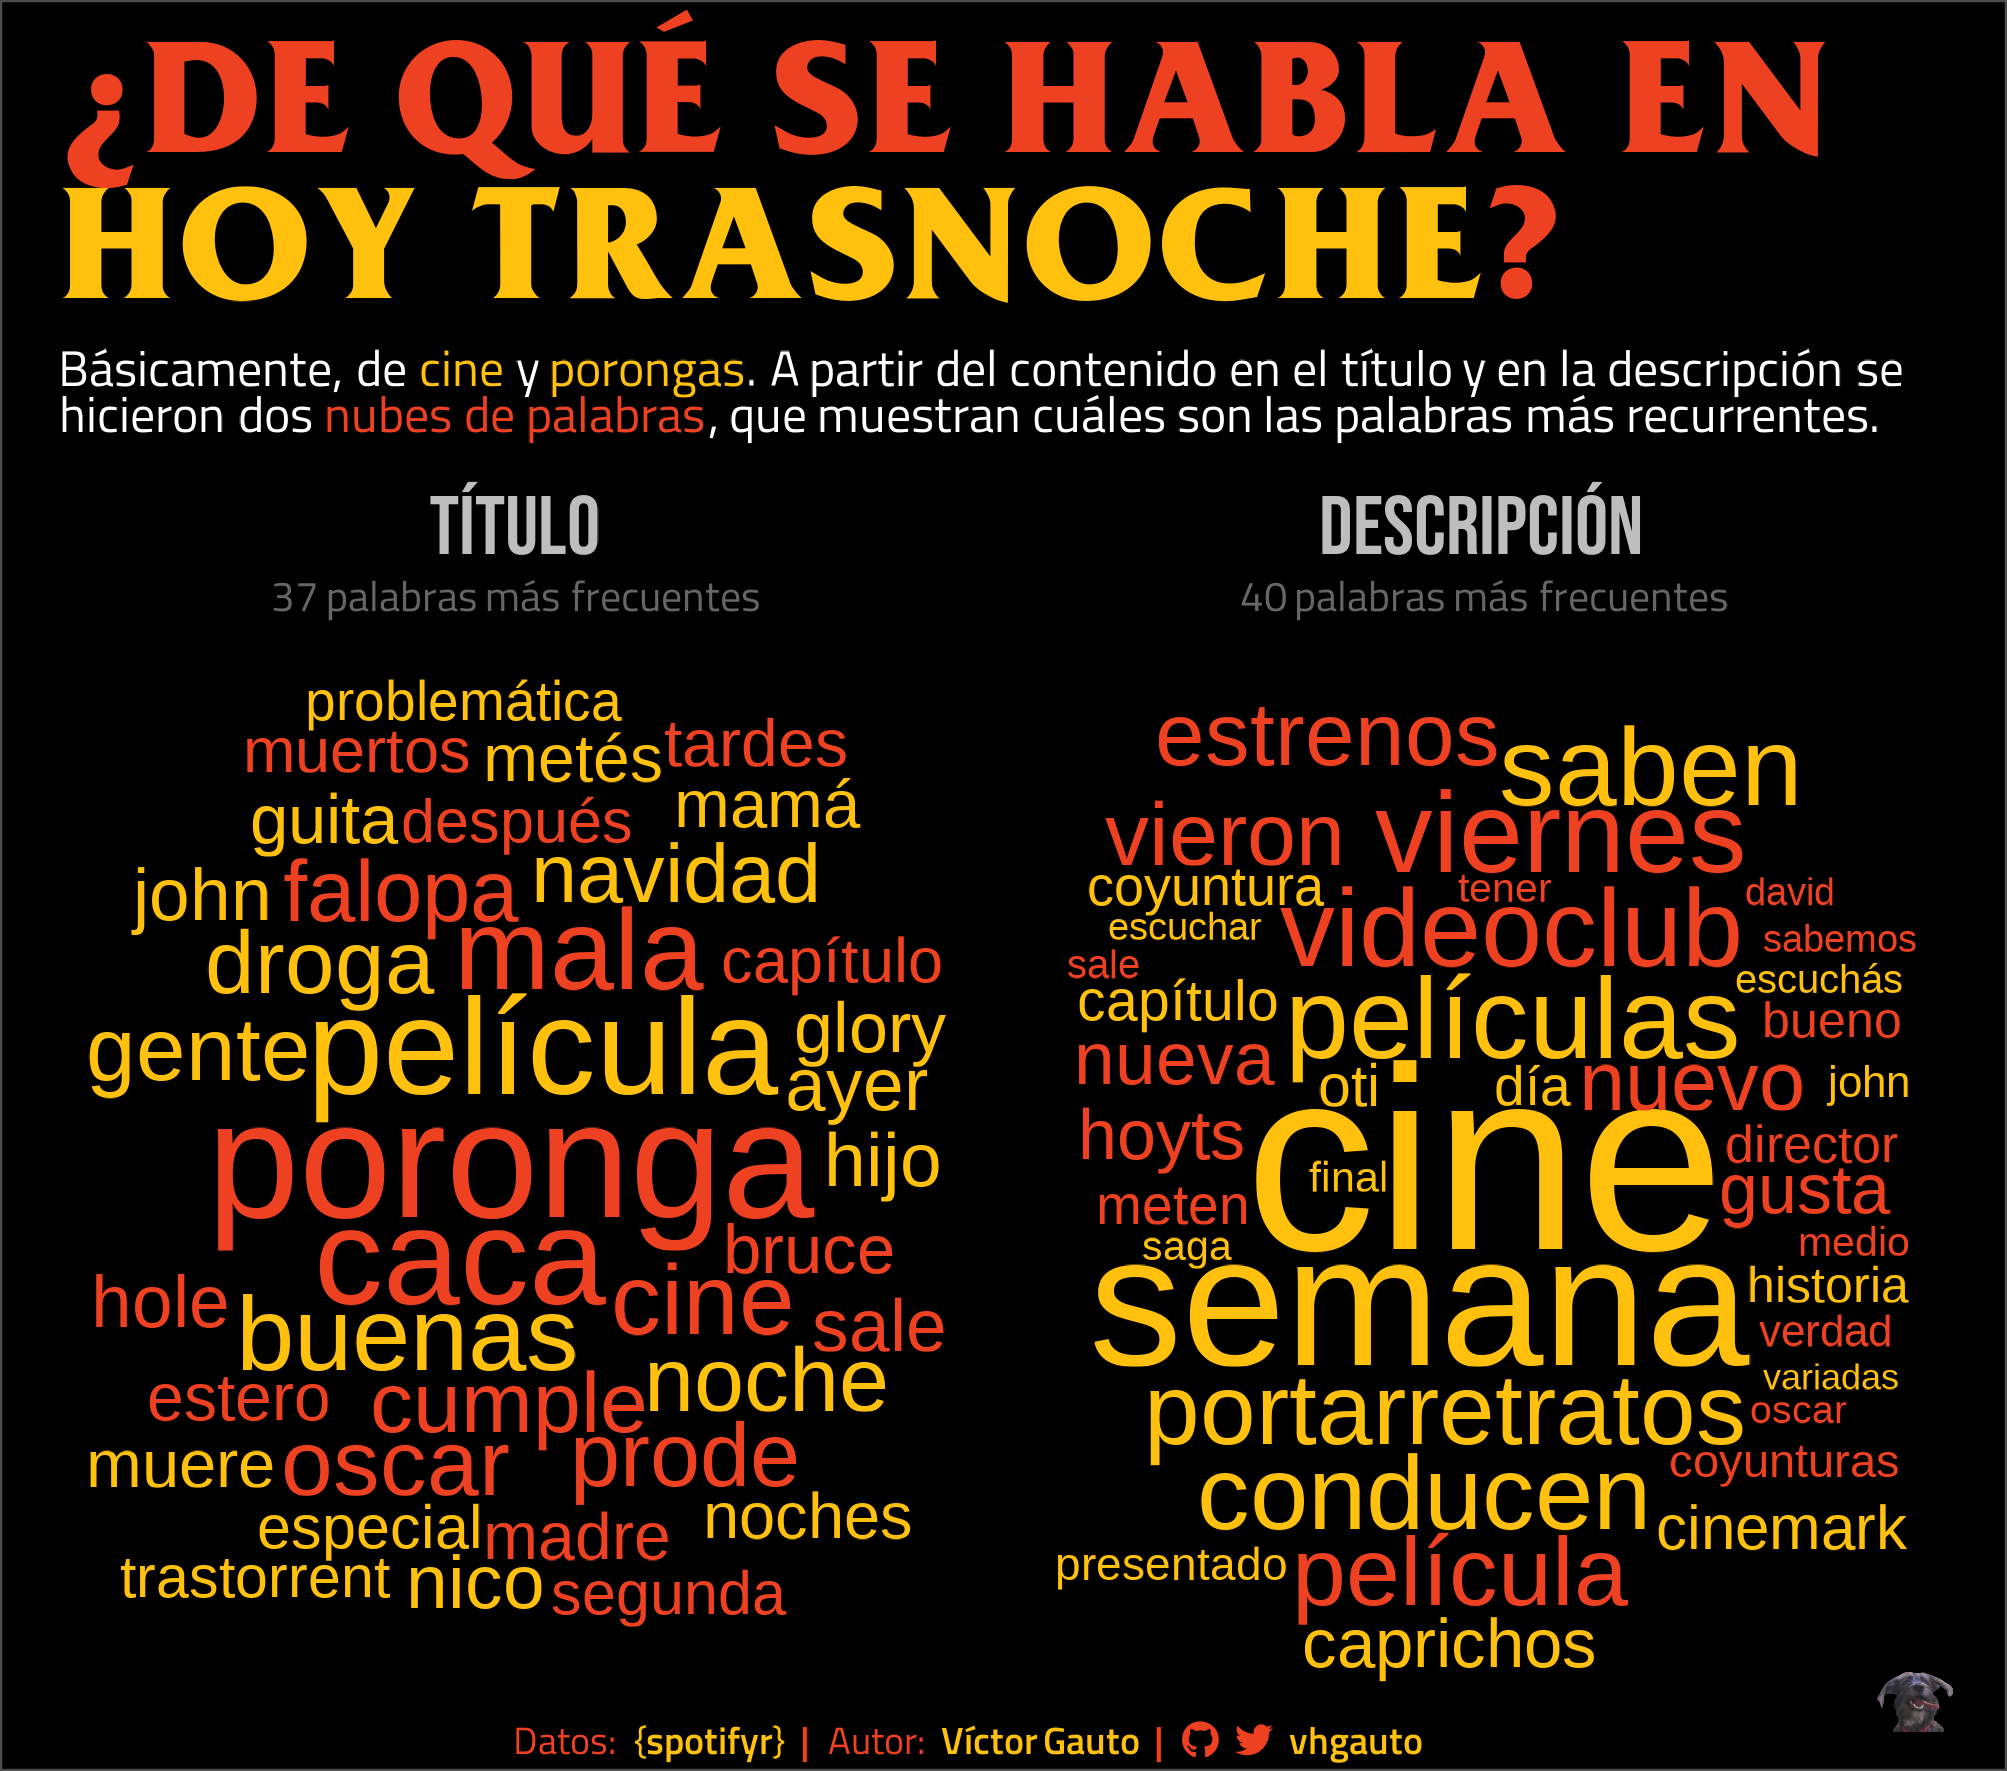 ¿DE QUÉ SE HABLA EN
HOY TRASNOCHE?
Básicamente, de cine y porongas. A partir del contenido en el título y en la descripción se
hicieron dos nubes de palabras, que muestran cuáles son las palabras más recurrentes.
TÍTULO
37 palabras más frecuentes
problemática
muertos metés tardes
guita después mamá
john falopa navidad
droga mala capítulo
gente película glory
ayer
poronga hijo
caca bruce
hole buenas cine sale
estero cumple noche
muere oscar prode
especial madre noches
trastorrent nico segunda
DESCRIPCIÓN
40 palabras más frecuentes
estrenos saben
vieron viernes
coyuntura tener david
escuchar videoclub sabemos
sale escuchás
capítulo películas bueno
nueva oti día nuevo john
hoyts cine director
final gusta
meten medio
saga semana historia
verdad
variadas
portarretratos oscar
coyunturas
conducen cinemark
presentado película
caprichos
Datos: {spotifyr} | Autor: Víctor Gauto | vhgauto